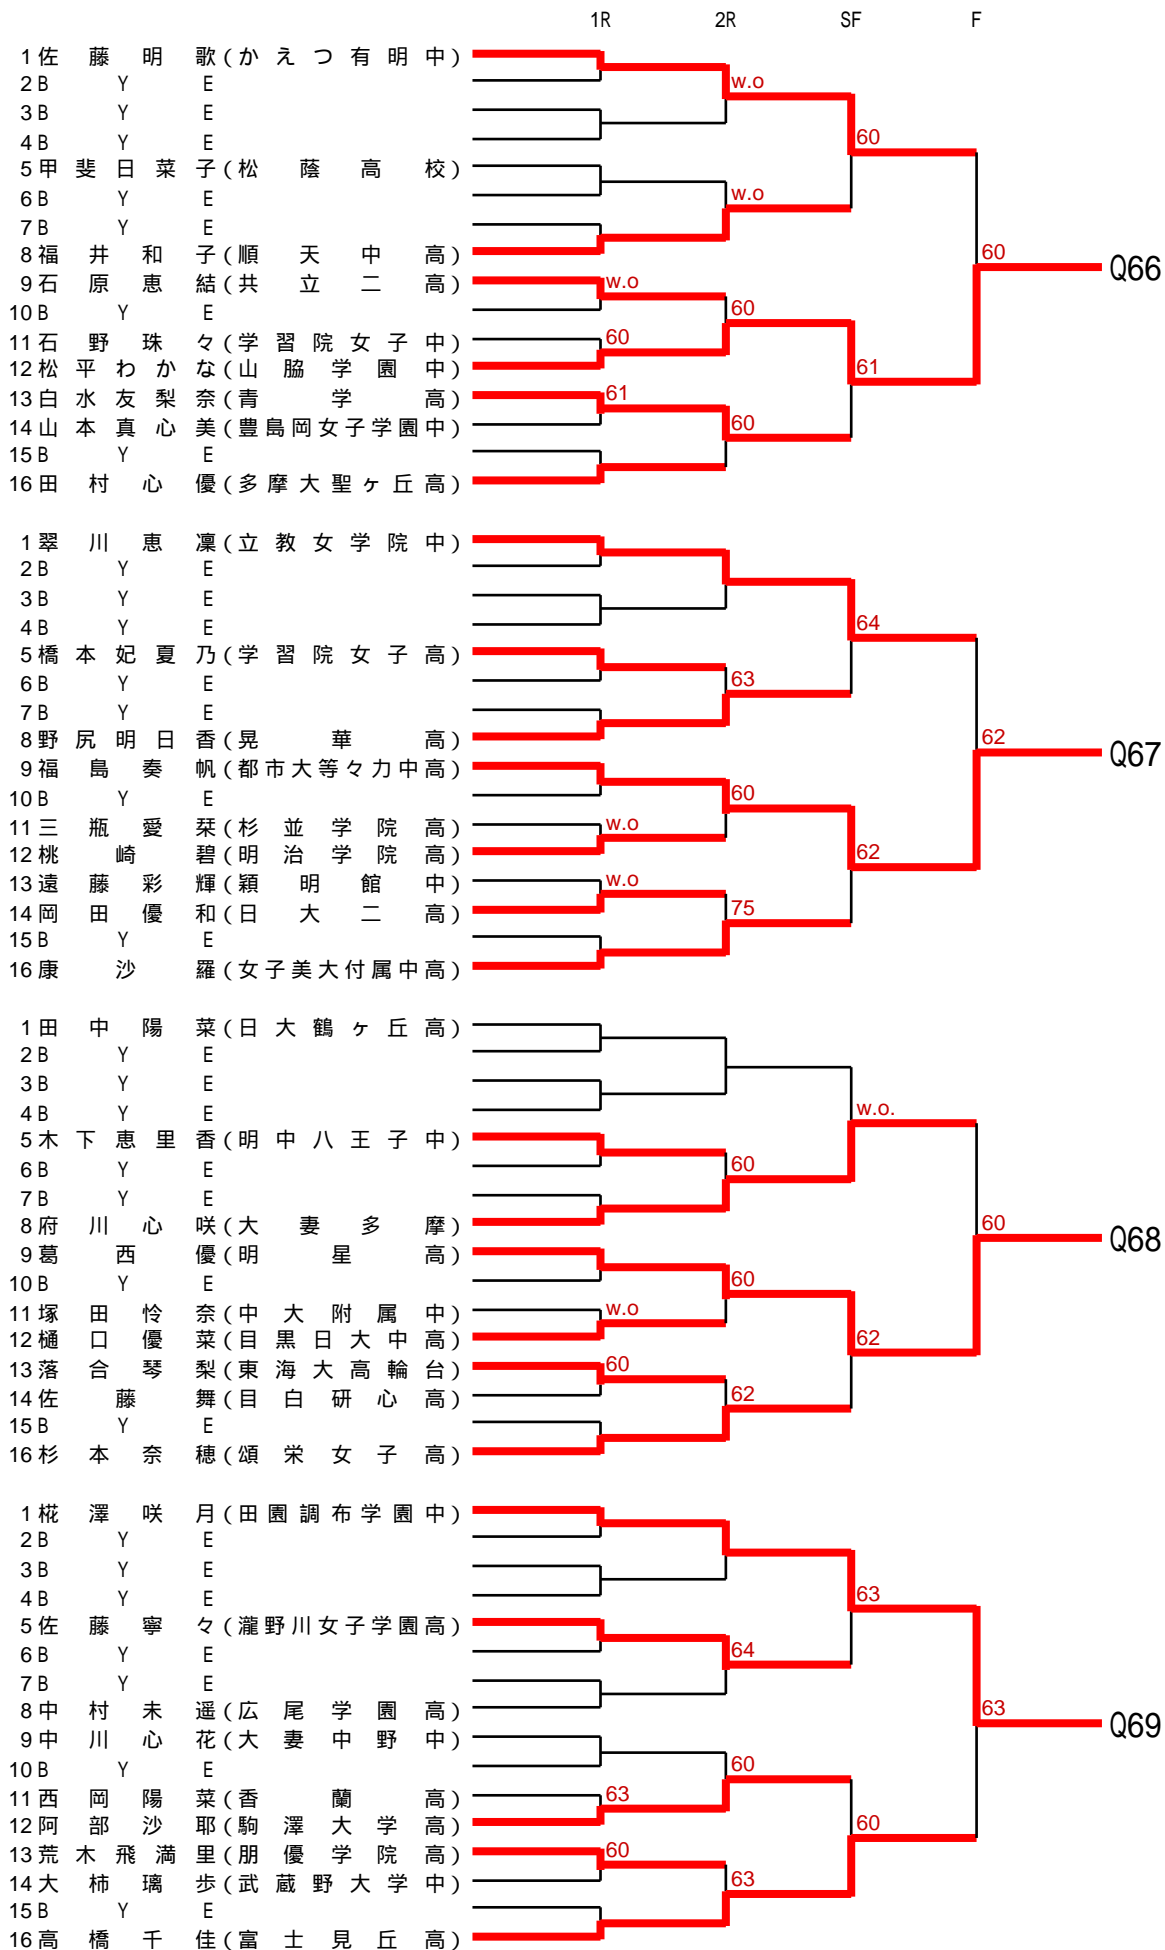 1R 2R SF F
1 佐藤明歌(かえつ有明中)
2 BYE w.o
3 BYE
4 BYE 60
5 甲斐日菜子(松蔭高校)
6 BYE w.o
7 BYE
8 福井和子(順天中高) 60
Q66
9 石原恵結(共立二高) w.o
10 BYE 60
11 石野珠々(学習院女子中) 60
12 松平わかな(山脇学園中) 61
13 白水友梨奈(青学高) 61
14 山本真心美(豊島岡女子学園中) 60
15 BYE
16 田村心優(多摩大聖ヶ丘高)
1 翠川恵凜(立教女学院中)
2 BYE
3 BYE
4 BYE 64
5 橋本妃夏乃(学習院女子高)
6 BYE 63
7 BYE
8 野尻明日香(晃華高) 62
Q67
9 福島奏帆(都市大等々力中高)
10 BYE 60
11 三瓶愛栞(杉並学院高) w.o
12 桃崎碧(明治学院高) 62
13 遠藤彩輝(穎明館中) w.o
14 岡田優和(日大二高) 75
15 BYE
16 康沙羅(女子美大付属中高)
1 田中陽菜(日大鶴ヶ丘高)
2 BYE
3 BYE
4 BYE w.o.
5 木下恵里香(明中八王子中)
6 BYE 60
7 BYE
8 府川心咲(大妻多摩) 60
Q68
9 葛西優(明星高)
10 BYE 60
11 塚田怜奈(中大附属中) w.o
12 樋口優菜(目黒日大中高) 62
13 落合琴梨(東海大高輪台) 60
14 佐藤舞(目白研心高) 62
15 BYE
16 杉本奈穂(頌栄女子高)
1 椛澤咲月(田園調布学園中)
2 BYE
3 BYE
4 BYE 63
5 佐藤寧々(瀧野川女子学園高)
6 BYE 64
7 BYE
8 中村未遥(広尾学園高) 63
Q69
9 中川心花(大妻中野中)
10 BYE 60
11 西岡陽菜(香蘭高) 63
12 阿部沙耶(駒澤大学高) 60
13 荒木飛満里(朋優学院高) 60
14 大柿璃歩(武蔵野大学中) 63
15 BYE
16 高橋千佳(富士見丘高)